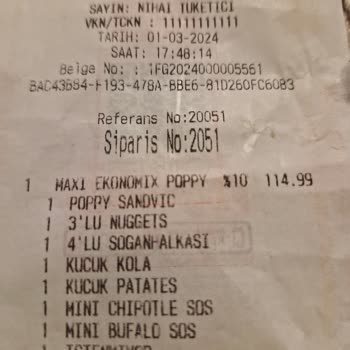 SAYIN: NIHAI TUKETICI
VKN/TCKN : 11111111111
TARIH: 01-03-2024
SAAT: 17:48:14
Belge No: : 1FG2024000005561
BAC43684-F193-478A-BBE6-81D260FC6083
Referans No:20051
Siparis No:2051
1 MAXI EKONOMIX POPPY %10 114.99
1 POPPY SANDVIC
1 3'LU NUGGETS
1 4'LU SOGANHALKASI
1 KUCUK KOLA
1 KUCUK PATATES
1 MINI CHIPOTLE SOS
1 MINI BUFALO SOS
1